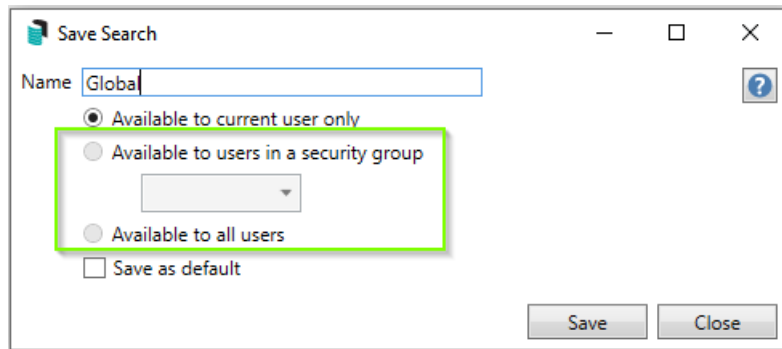 Save Search
Name Global
Available to current user only
Available to users in a security group
Available to all users
Save as default
Save Close